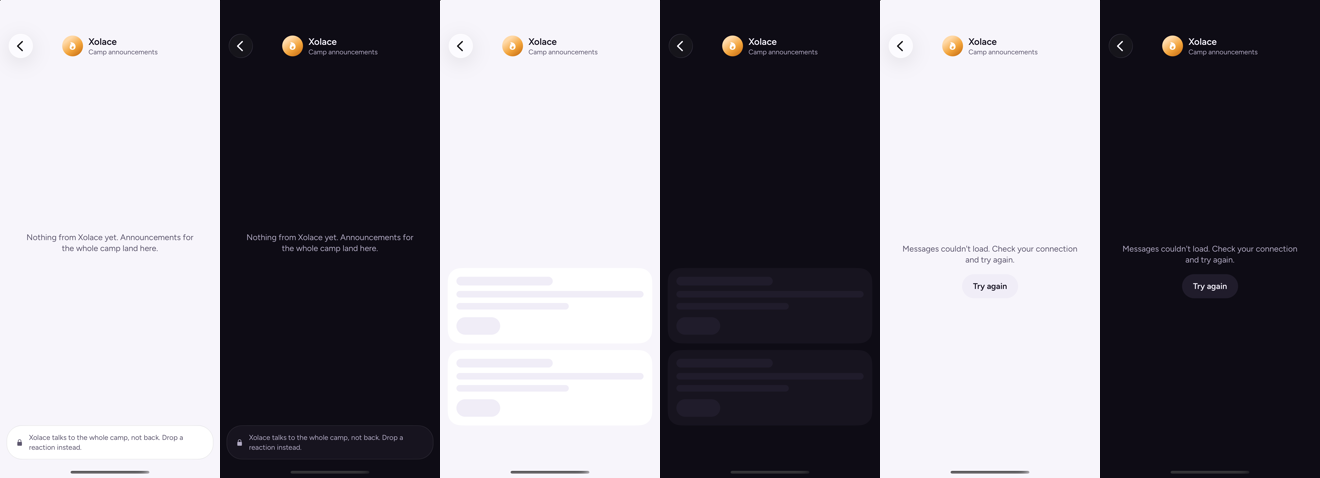 Xolace
Camp announcements
Nothing from Xolace yet. Announcements for
the whole camp land here.
Xolace talks to the whole camp, not back. Drop a
reaction instead.
Xolace
Camp announcements
Nothing from Xolace yet. Announcements for
the whole camp land here.
Xolace talks to the whole camp, not back. Drop a
reaction instead.
Xolace
Camp announcements
Xolace
Camp announcements
Xolace
Camp announcements
Messages couldn't load. Check your connection
and try again.
Try again
Xolace
Camp announcements
Messages couldn't load. Check your connection
and try again.
Try again